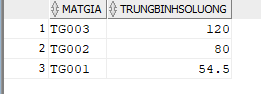 MATGIA TRUNGBINHSOLUONG
1 TG003 120
2 TG002 80
3 TG001 54.5